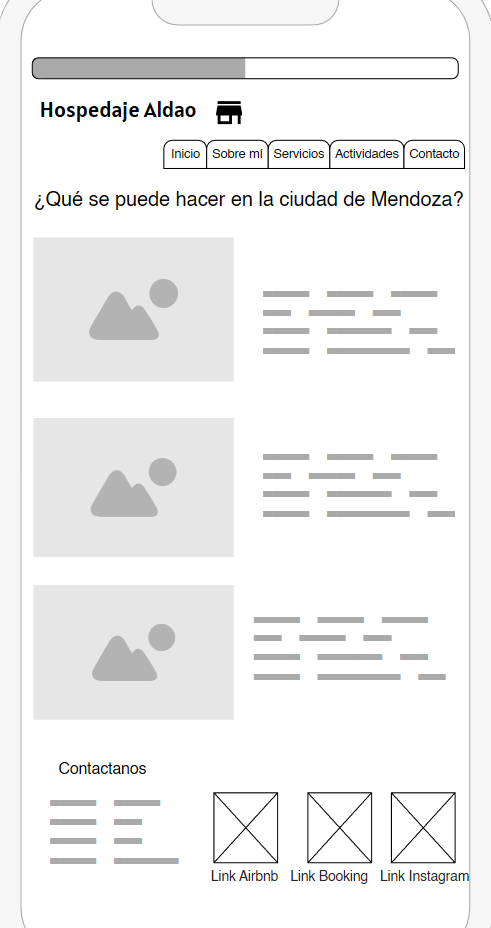 Hospedaje Aldao
Inicio Sobre mí Servicios Actividades Contacto
¿Qué se puede hacer en la ciudad de Mendoza?
Contactanos
Link Airbnb Link Booking Link Instagram